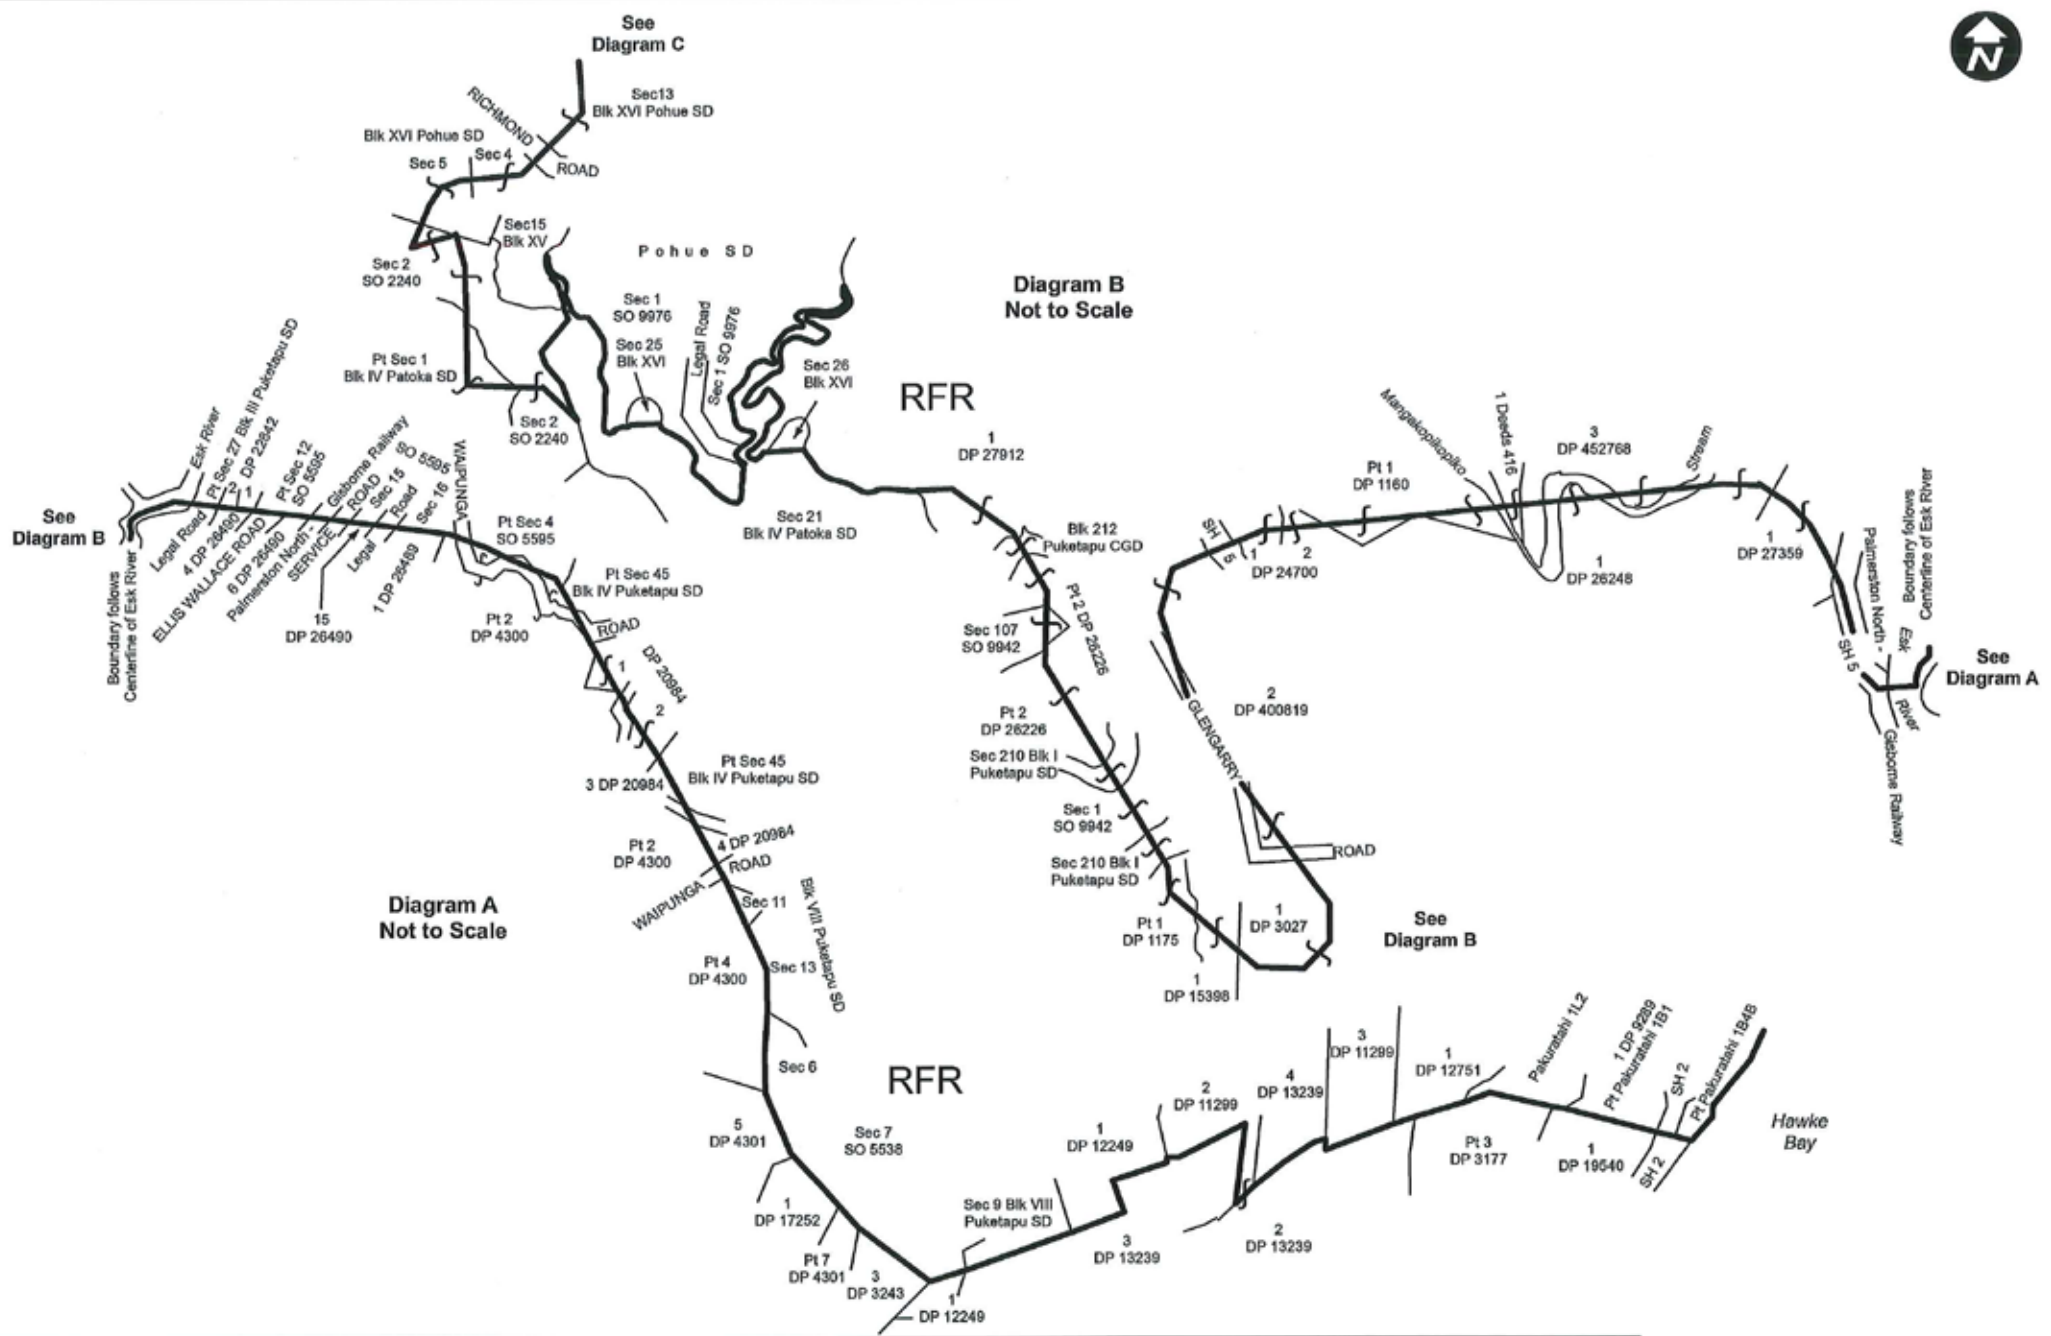 See
Diagram C
N
Sec13
Blk XVI Pohue SD
RICHMOND
ROAD
Blk XVI Pohue SD
Sec 5
Sec 4
Sec15
Blk XV
Pohue SD
Sec 2
SO 2240
Sec 1
SO 9976
Legal Road
Sec 1 SO 9976
Sec 25
Blk XVI
Sec 26
Blk XVI
Diagram B
Not to Scale
Pt Sec 1
Blk IV Patoka SD
Sec 2
SO 2240
RFR
1
DP 27912
Sec 21
Blk IV Patoka SD
Blk 212
Puketapu CGD
Pt 2 DP 26226
Sec 107
SO 9942
Pt 2
DP 26226
Sec 210 Blk I
Puketapu SD
Sec 1
SO 9942
Sec 210 Blk I
Puketapu SD
Pt 1
DP 1175
1
DP 15398
1
DP 3027
See
Diagram B
ROAD
GLENGARRY
2
DP 400819
SH 5
1
2
DP 24700
Pt 1
DP 1160
Mangakopikopiko
1 Deeds 416
3
DP 452768
Stream
1
DP 26248
1
DP 27359
Palmerston North -
Gisborne Railway
SH 5
Esk
River
Boundary follows
Centerline of Esk River
See
Diagram A
See
Diagram B
Boundary follows
Centerline of Esk River
Esk River
Legal Road
Pt Sec 27 Blk III Puketapu SD
2
1
DP 22842
4 DP 26490
ELLIS WALLACE ROAD
Pt Sec 12
SO 5595
6 DP 26490
Palmerston North -
Gisborne Railway
SERVICE
ROAD
15
DP 26490
Sec 15
SO 5595
Legal
Road
Sec 16
1 DP 26469
WAIPUNGA
Pt Sec 4
SO 5595
Pt 2
DP 4300
Pt Sec 45
Blk IV Puketapu SD
ROAD
1
DP 20984
2
3 DP 20984
Pt Sec 45
Blk IV Puketapu SD
4 DP 20984
Pt 2
DP 4300
WAIPUNGA
ROAD
Diagram A
Not to Scale
Sec 11
Blk VIII Puketapu SD
Pt 4
DP 4300
Sec 13
Sec 6
RFR
5
DP 4301
Sec 7
SO 5538
1
DP 17252
Pt 7
DP 4301
3
DP 3243
1
DP 12249
Sec 9 Blk VIII
Puketapu SD
1
DP 12249
3
DP 13239
2
DP 11299
2
DP 13239
4
DP 13239
3
DP 11299
1
DP 12751
Pt 3
DP 3177
Pakuratahi 1L2
1
DP 19540
1 DP 9289
Pt Pakuratahi 1B1
SH 2
SH 2
Pt Pakuratahi 1B4B
Hawke
Bay